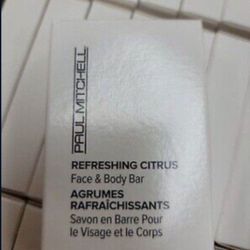 PAUL MITCHELL
REFRESHING CITRUS
Face & Body Bar
AGRUMES
RAFRAÎCHISSANTS
Savon en Barre Pour
le Visage et le Corps